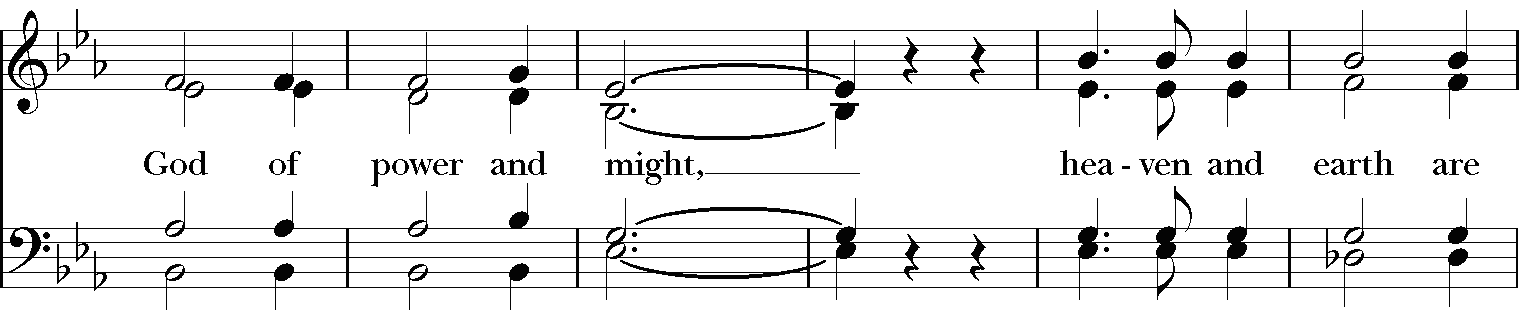 God of power and might, hea - ven and earth are